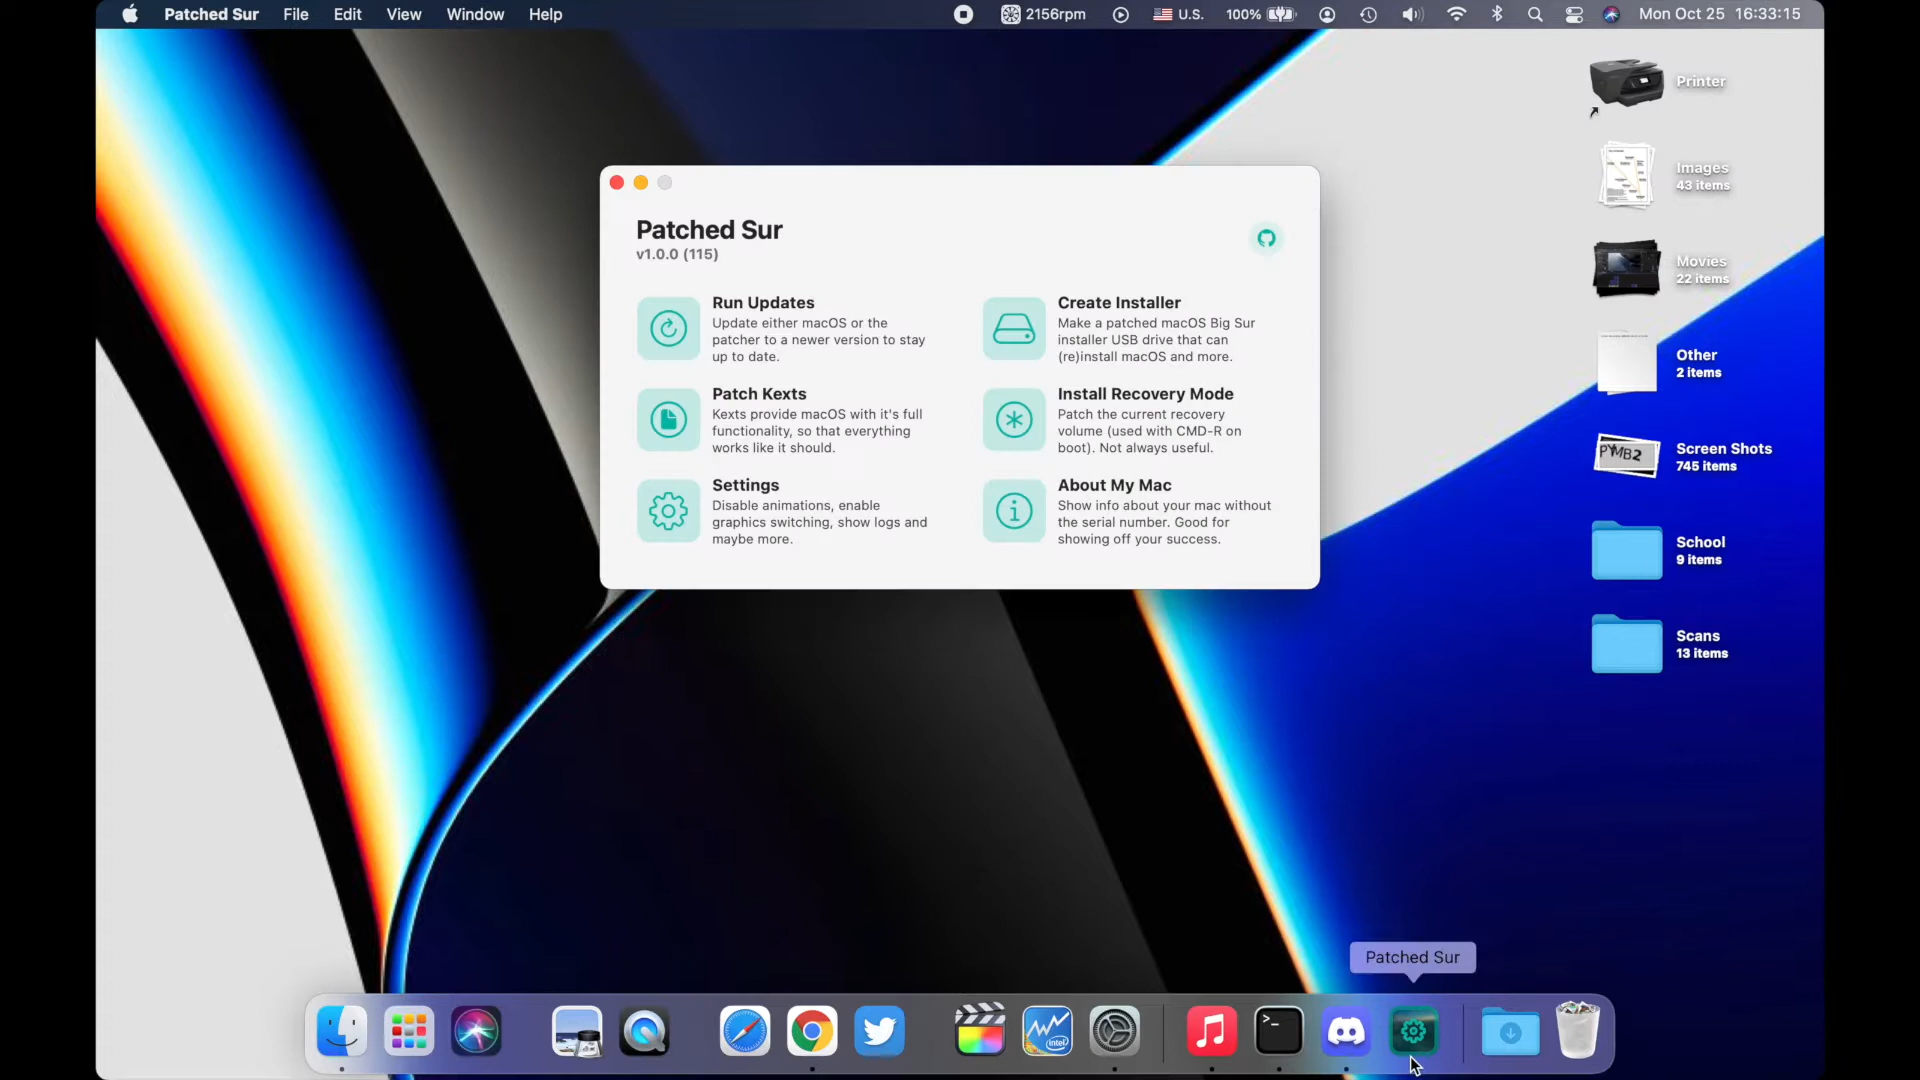 Patched Sur File Edit View Window Help 2156rpm U.S. 100% Mon Oct 25 16:33:15
Printer
Images
43 items
Movies
22 items
Other
2 items
Screen Shots
745 items
School
9 items
Scans
13 items
PYMB2
Patched Sur
v1.0.0 (115)
Run Updates
Update either macOS or the
patcher to a newer version to stay
up to date.
Create Installer
Make a patched macOS Big Sur
installer USB drive that can
(re)install macOS and more.
Patch Kexts
Kexts provide macOS with it's full
functionality, so that everything
works like it should.
Install Recovery Mode
Patch the current recovery
volume (used with CMD-R on
boot). Not always useful.
Settings
Disable animations, enable
graphics switching, show logs and
maybe more.
About My Mac
Show info about your mac without
the serial number. Good for
showing off your success.
Patched Sur
intel
>_